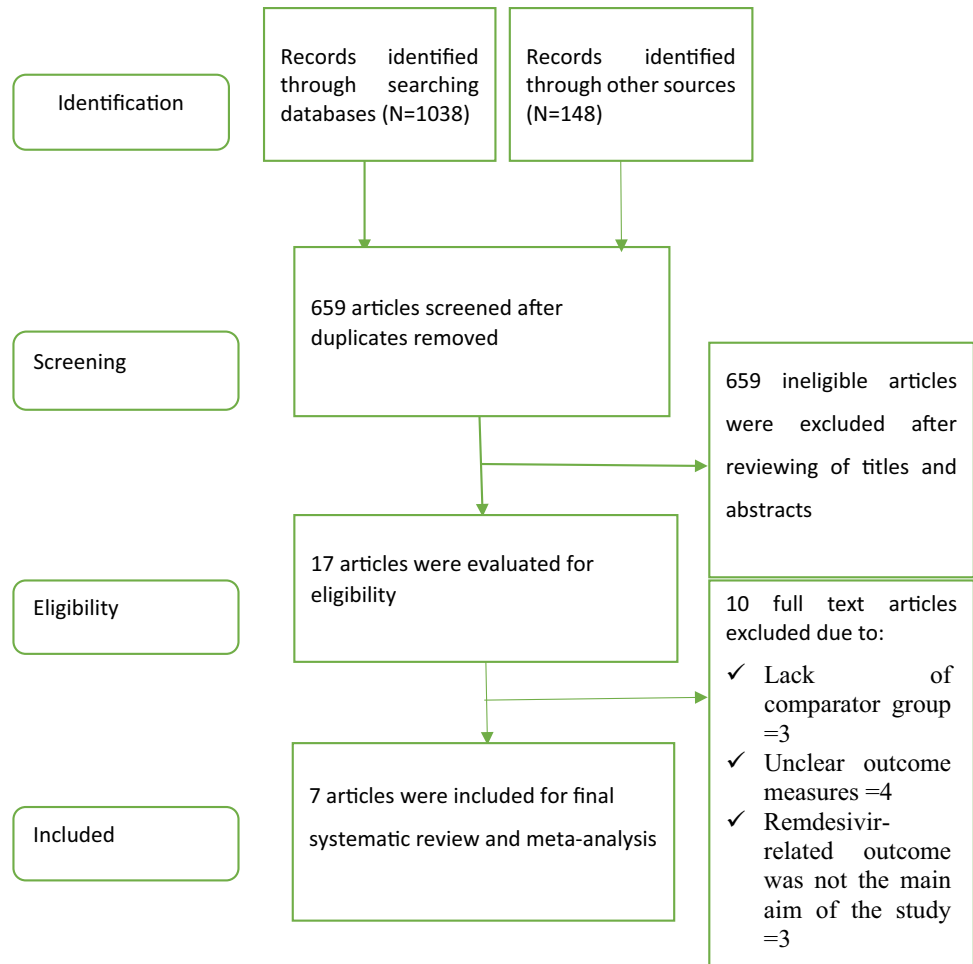 Identification
Records identified
through searching
databases (N=1038)
Records identified
through other sources
(N=148)
Screening
659 articles screened after
duplicates removed
659 ineligible articles
were excluded after
reviewing of titles and
abstracts
Eligibility
17 articles were evaluated for
eligibility
10 full text articles
excluded due to:
✓ Lack of
comparator group
=3
✓ Unclear outcome
measures =4
✓ Remdesivir-
related outcome
was not the main
aim of the study
=3
Included
7 articles were included for final
systematic review and meta-analysis